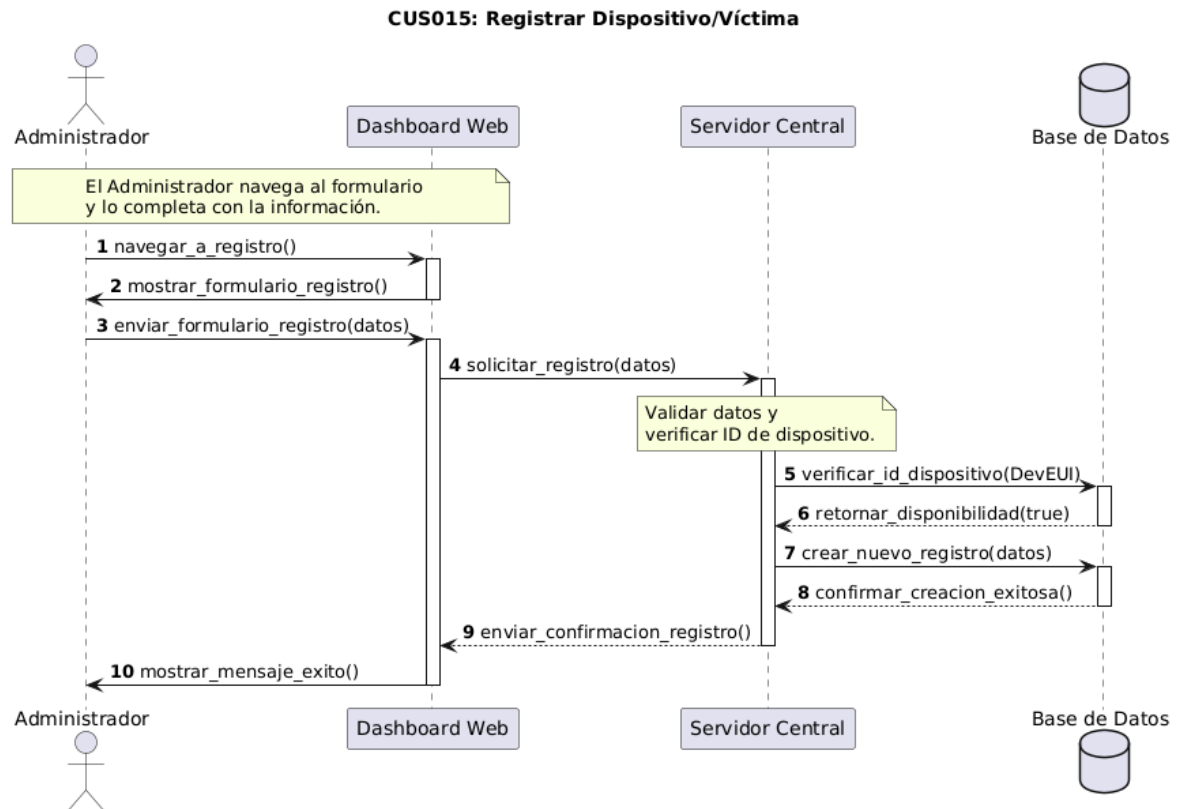 CUS015: Registrar Dispositivo/Víctima
Administrador
Dashboard Web
Servidor Central
Base de Datos
El Administrador navega al formulario
y lo completa con la información.
1 navegar_a_registro()
2 mostrar_formulario_registro()
3 enviar_formulario_registro(datos)
4 solicitar_registro(datos)
Validar datos y
verificar ID de dispositivo.
5 verificar_id_dispositivo(DevEUI)
6 retornar_disponibilidad(true)
7 crear_nuevo_registro(datos)
8 confirmar_creacion_exitosa()
9 enviar_confirmacion_registro()
10 mostrar_mensaje_exito()
Administrador
Dashboard Web
Servidor Central
Base de Datos